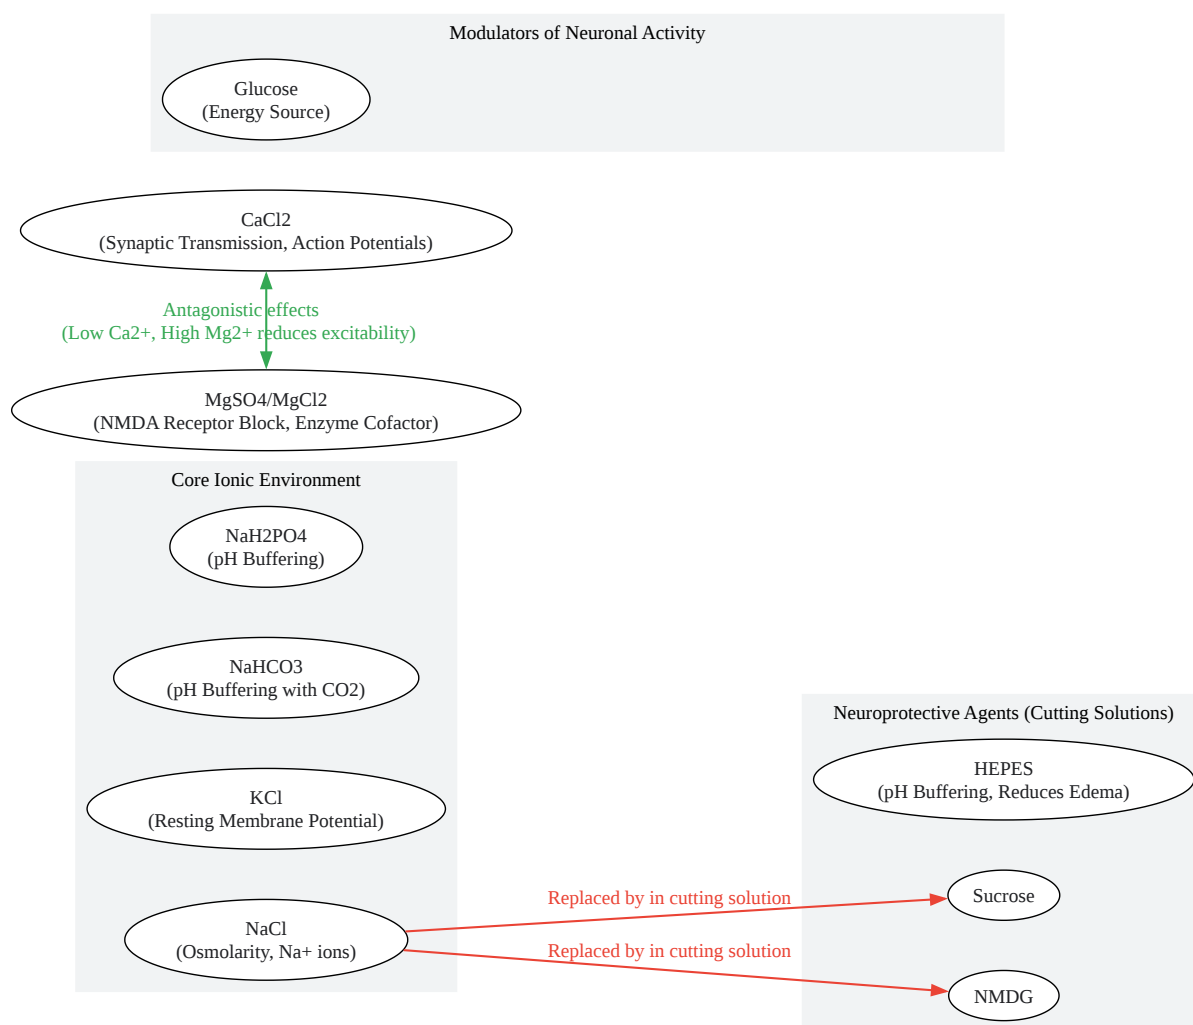 Modulators of Neuronal Activity
Glucose
(Energy Source)
CaCl2
(Synaptic Transmission, Action Potentials)
Antagonistic effects
(Low Ca2+, High Mg2+ reduces excitability)
MgSO4/MgCl2
(NMDA Receptor Block, Enzyme Cofactor)
Core Ionic Environment
NaH2PO4
(pH Buffering)
NaHCO3
(pH Buffering with CO2)
KCl
(Resting Membrane Potential)
NaCl
(Osmolarity, Na+ ions)
Replaced by in cutting solution
Replaced by in cutting solution
Neuroprotective Agents (Cutting Solutions)
HEPES
(pH Buffering, Reduces Edema)
Sucrose
NMDG